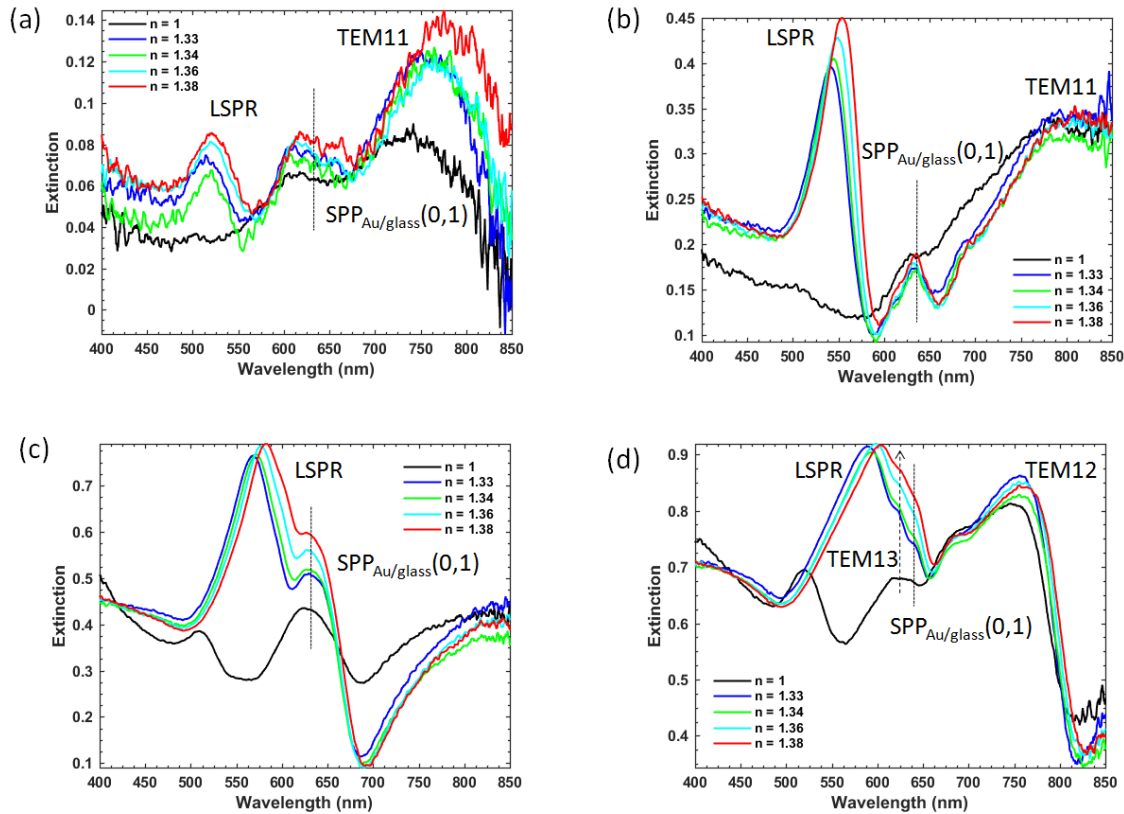 (a)
n = 1
n = 1.33
n = 1.34
n = 1.36
n = 1.38
TEM11
LSPR
SPP Au/glass(0,1)
0.14
0.12
0.1
0.08
0.06
0.04
0.02
0
Extinction
400 450 500 550 600 650 700 750 800 850
Wavelength (nm)
(b)
LSPR
TEM11
SPP Au/glass(0,1)
n = 1
n = 1.33
n = 1.34
n = 1.36
n = 1.38
0.45
0.4
0.35
0.3
0.25
0.2
0.15
0.1
Extinction
400 450 500 550 600 650 700 750 800 850
Wavelength (nm)
(c)
LSPR
n = 1
n = 1.33
n = 1.34
n = 1.36
n = 1.38
SPP Au/glass(0,1)
0.7
0.6
0.5
0.4
0.3
0.2
0.1
Extinction
400 450 500 550 600 650 700 750 800 850
Wavelength (nm)
(d)
LSPR
TEM12
TEM13
SPP Au/glass(0,1)
n = 1
n = 1.33
n = 1.34
n = 1.36
n = 1.38
0.9
0.8
0.7
0.6
0.5
0.4
Extinction
400 450 500 550 600 650 700 750 800 850
Wavelength (nm)